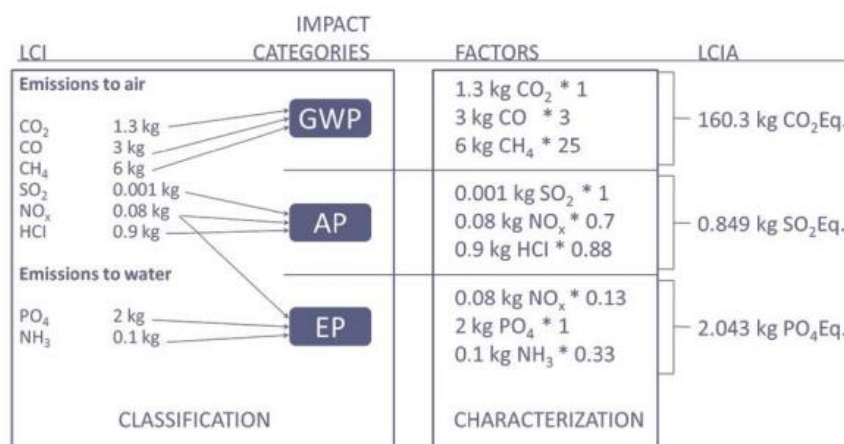 IMPACT
LCI CATEGORIES FACTORS LCIA
Emissions to air
CO₂ 1.3 kg
CO 3 kg
CH₄ 6 kg
SO₂ 0.001 kg
NOₓ 0.08 kg
HCl 0.9 kg
GWP
AP
Emissions to water
PO₄ 2 kg
NH₃ 0.1 kg
EP
CLASSIFICATION
1.3 kg CO₂ * 1
3 kg CO * 3
6 kg CH₄ * 25
0.001 kg SO₂ * 1
0.08 kg NOₓ * 0.7
0.9 kg HCl * 0.88
0.08 kg NOₓ * 0.13
2 kg PO₄ * 1
0.1 kg NH₃ * 0.33
CHARACTERIZATION
160.3 kg CO₂Eq.
0.849 kg SO₂Eq.
2.043 kg PO₄Eq.